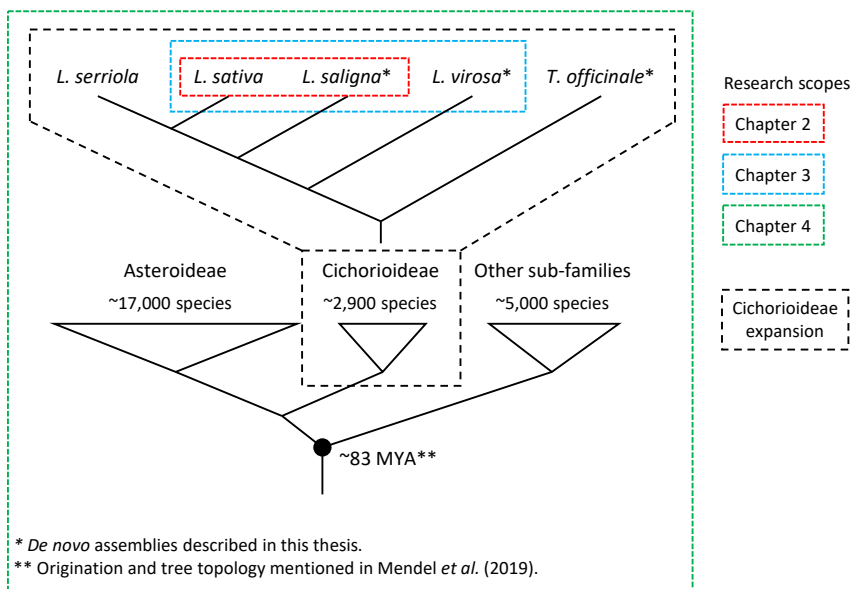 L. serriola L. sativa L. saligna* L. virosa* T. officinale*
Research scopes
Chapter 2
Chapter 3
Chapter 4
Asteroideae Cichorioideae Other sub-families
~17,000 species ~2,900 species ~5,000 species
Cichorioideae
expansion
~83 MYA**
* De novo assemblies described in this thesis.
** Origination and tree topology mentioned in Mendel et al. (2019).